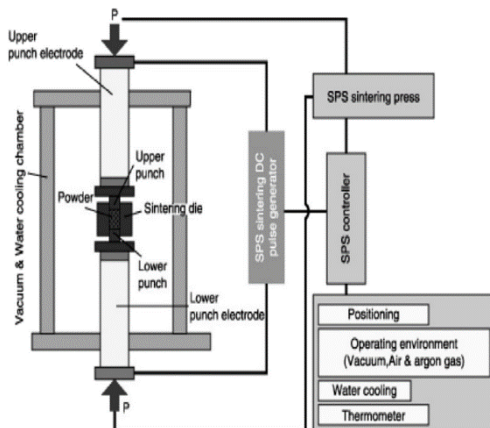 P
Upper
punch electrode
SPS sintering press
Vacuum & Water cooling chamber
Upper
punch
Powder
Sintering die
SPS sintering DC
pulse generator
SPS controller
Lower
punch
Lower
punch electrode
Positioning
Operating environment
(Vacuum,Air & argon gas)
Water cooling
Thermometer
P